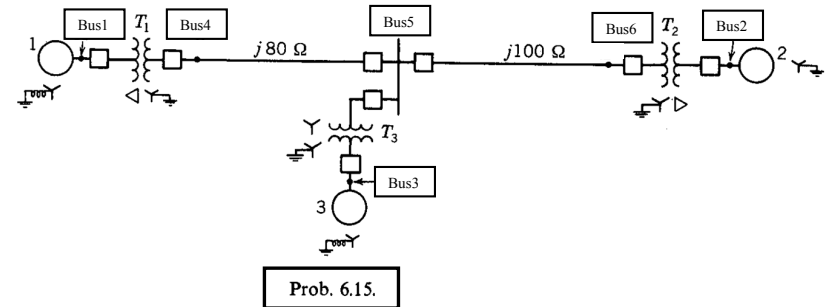 Bus1
T1
Bus4
Bus5
Bus6
T2
Bus2
1
j80 Ω
j100 Ω
2
T3
Bus3
3
Prob. 6.15.